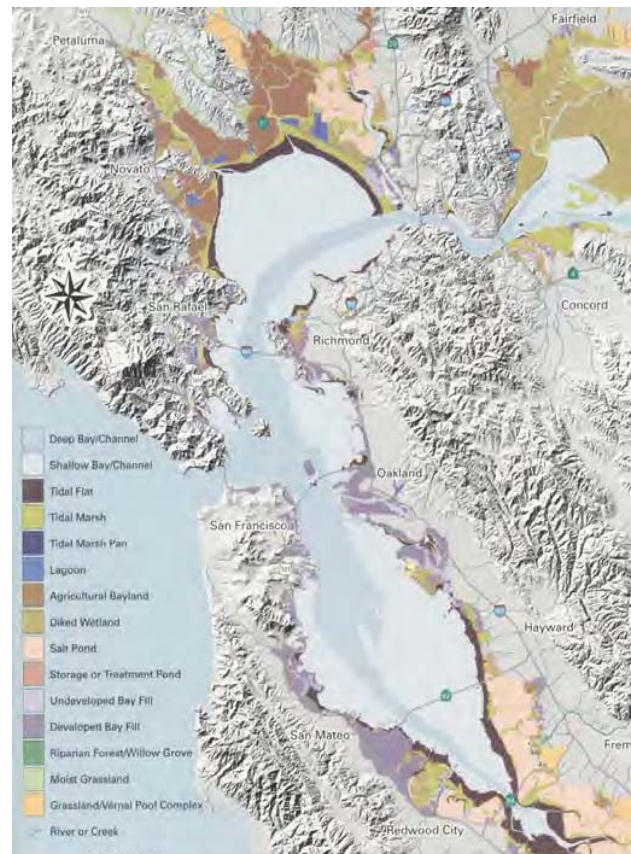 Petaluma
Fairfield
Novato
San Rafael
Richmond
Concord
Oakland
San Francisco
Hayward
San Mateo
Frem
Redwood City
Deep Bay/Channel
Shallow Bay/Channel
Tidal Flat
Tidal Marsh
Tidal Marsh Pan
Lagoon
Agricultural Bayland
Diked Wetland
Salt Pond
Storage or Treatment Pond
Undeveloped Bay Fill
Developed Bay Fill
Riparian Forest/Willow Grove
Moist Grassland
Grassland/Vernal Pool Complex
River or Creek